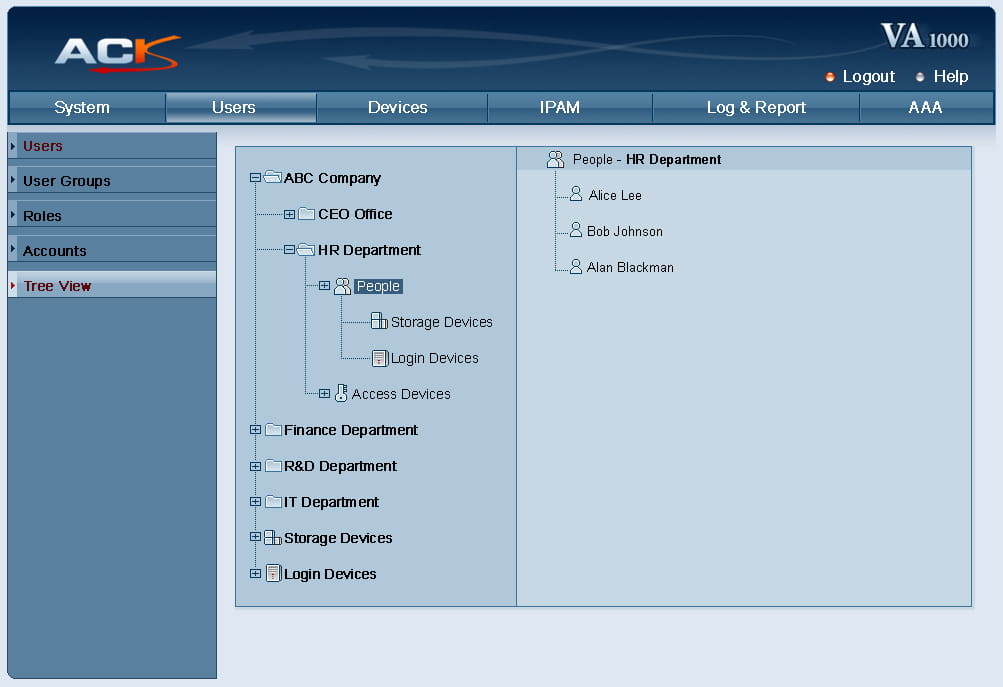 ACK
VA 1000
Logout Help
System Users Devices IPAM Log & Report AAA
Users
User Groups
Roles
Accounts
Tree View
ABC Company
CEO Office
HR Department
People
Storage Devices
Login Devices
Access Devices
Finance Department
R&D Department
IT Department
Storage Devices
Login Devices
People - HR Department
Alice Lee
Bob Johnson
Alan Blackman